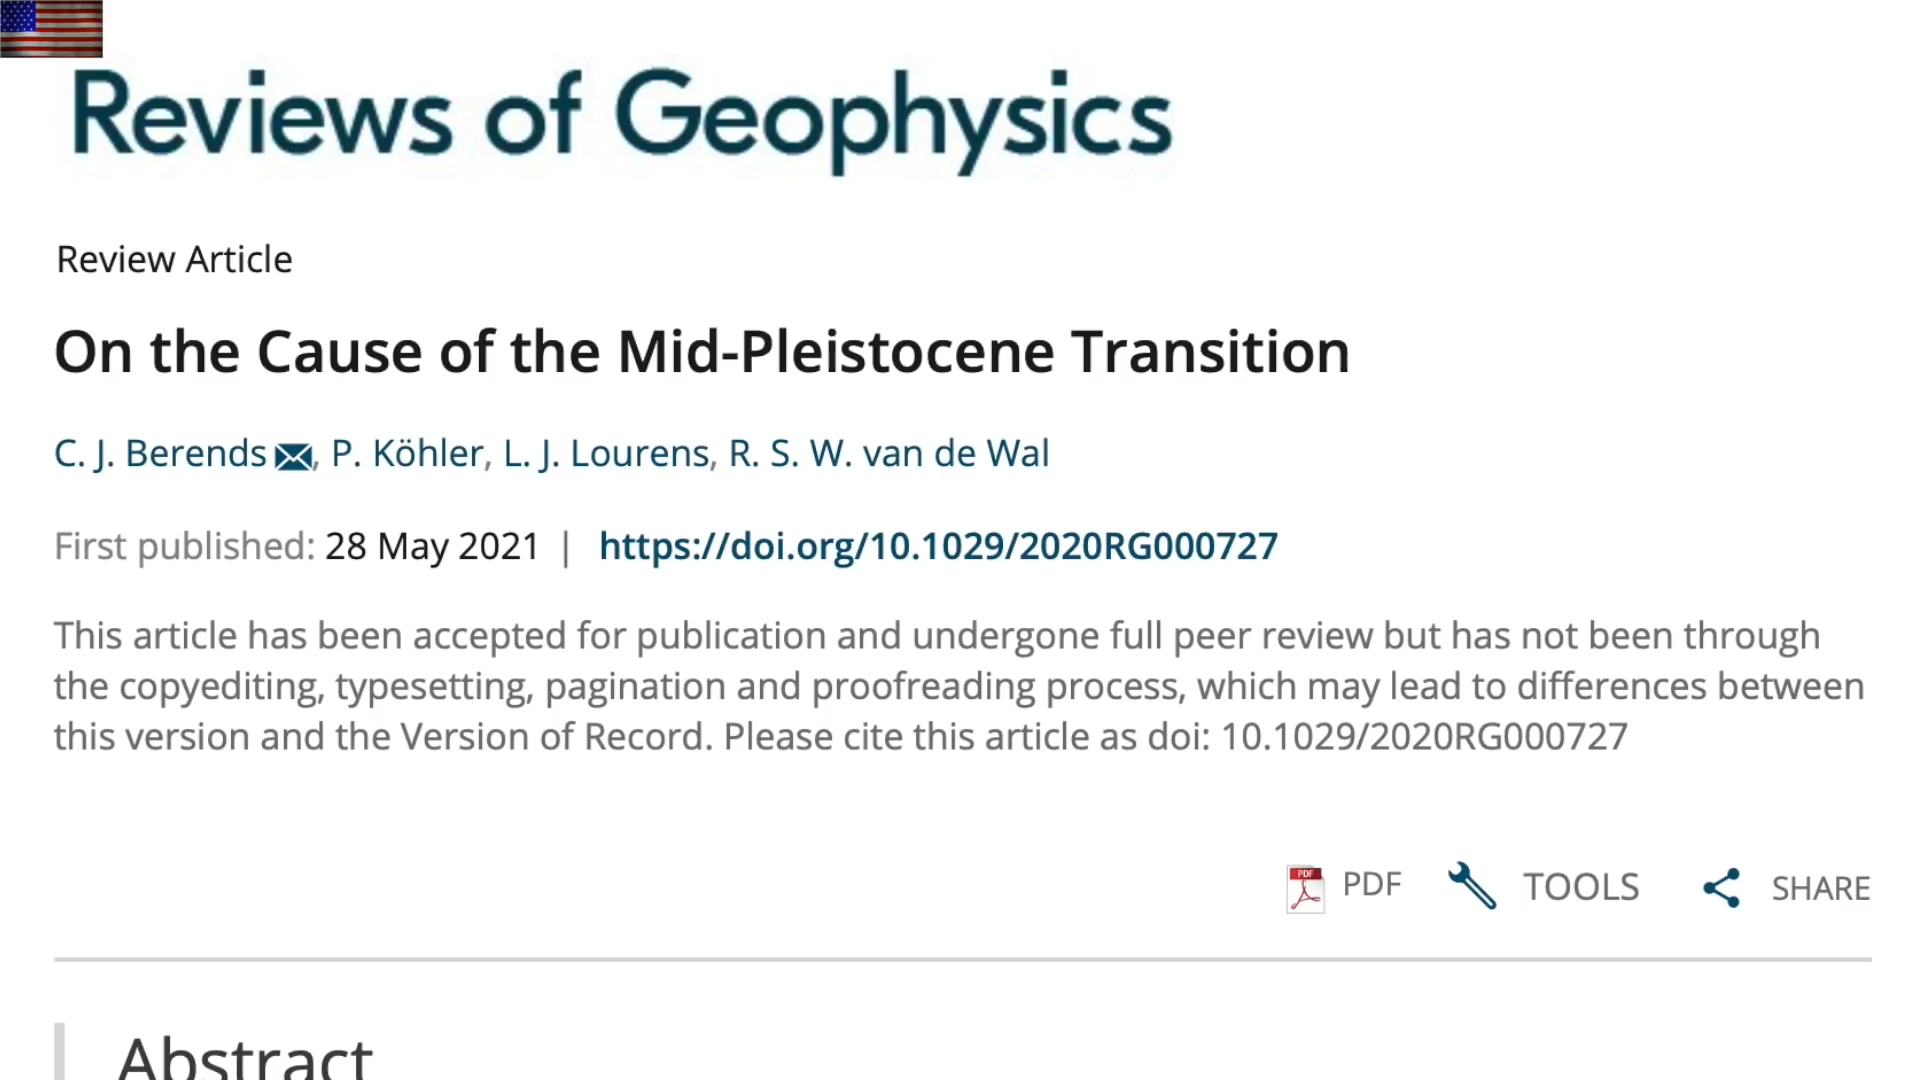 Reviews of Geophysics
Review Article
On the Cause of the Mid-Pleistocene Transition
C. J. Berends, P. Köhler, L. J. Lourens, R. S. W. van de Wal
First published: 28 May 2021 | https://doi.org/10.1029/2020RG000727
This article has been accepted for publication and undergone full peer review but has not been through
the copyediting, typesetting, pagination and proofreading process, which may lead to differences between
this version and the Version of Record. Please cite this article as doi: 10.1029/2020RG000727
PDF PDF TOOLS SHARE
Abstract